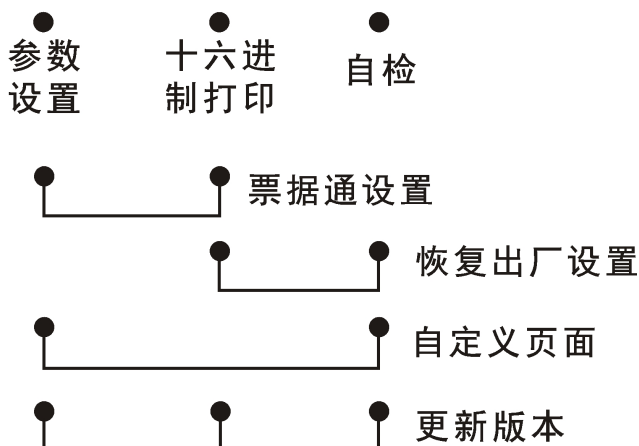 参数
设置
十六进
制打印
自检
票据通设置
恢复出厂设置
自定义页面
更新版本